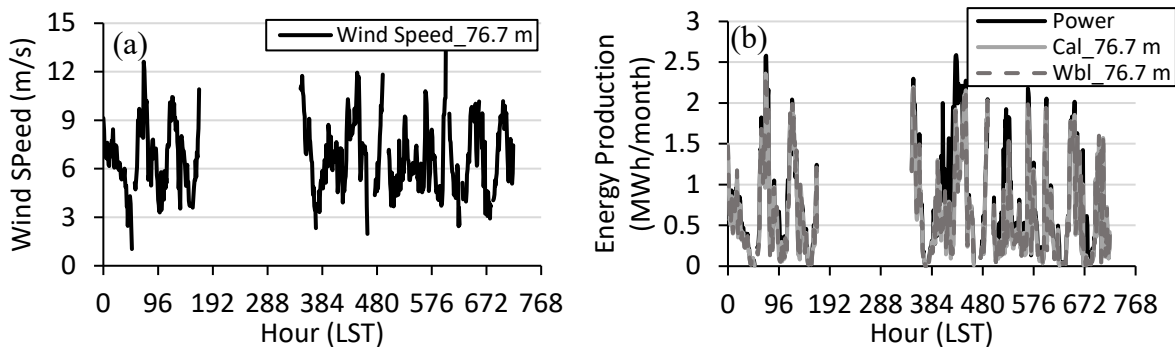 (a)
Wind Speed_76.7 m
Wind SPeed (m/s)
15
12
9
6
3
0
0 96 192 288 384 480 576 672 768
Hour (LST)
(b)
Power
Cal_76.7 m
Wbl_76.7 m
Energy Production
(MWh/month)
3
2.5
2
1.5
1
0.5
0
0 96 192 288 384 480 576 672 768
Hour (LST)